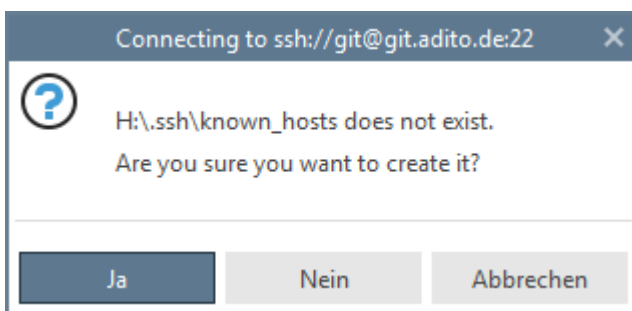 Connecting to ssh://git@git.adito.de:22
H:\.ssh\known_hosts does not exist.
Are you sure you want to create it?
Ja Nein Abbrechen